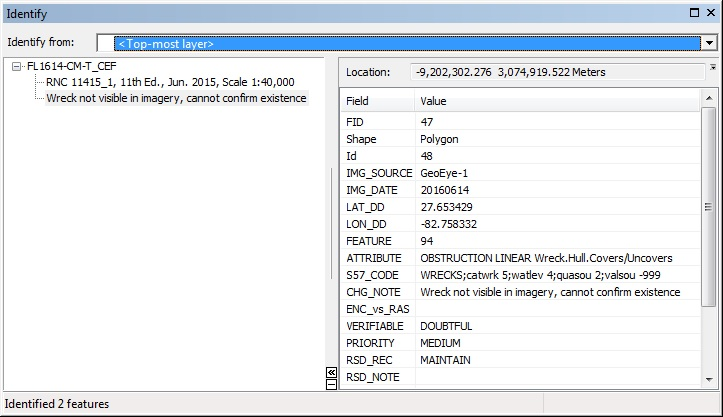 Identify
Identify from: <Top-most layer>
FL1614-CM-T_CEF
RNC 11415_1, 11th Ed., Jun. 2015, Scale 1:40,000
Wreck not visible in imagery, cannot confirm existence
Location: -9,202,302.276 3,074,919.522 Meters
Field Value
FID 47
Shape Polygon
Id 48
IMG_SOURCE GeoEye-1
IMG_DATE 20160614
LAT_DD 27.653429
LON_DD -82.758332
FEATURE 94
ATTRIBUTE OBSTRUCTION LINEAR Wreck.Hull.Covers/Uncovers
S57_CODE WRECKS;catwrk 5;watlev 4;quasou 2;valsou -999
CHG_NOTE Wreck not visible in imagery, cannot confirm existence
ENC_vs_RAS
VERIFIABLE DOUBTFUL
PRIORITY MEDIUM
RSD_REC MAINTAIN
RSD_NOTE
Identified 2 features